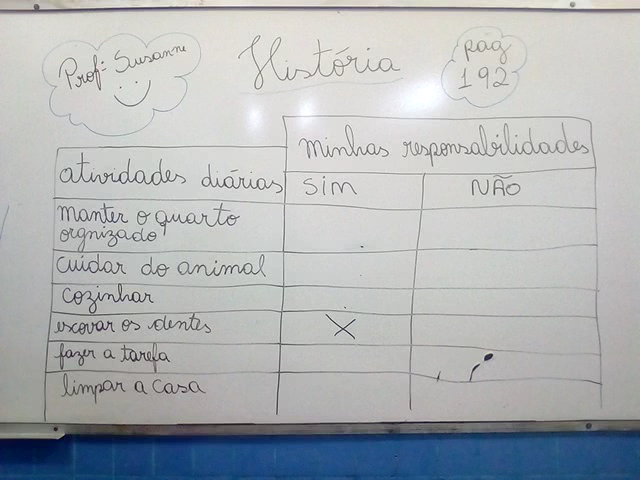 Prof: Susanne
História
pag
192
minhas responsabilidades
atividades diárias
SIM
NÃO
manter o quarto
orgnizado
cuidar do animal
cozinhar
escovar os dentes
X
fazer a tarefa
limpar a casa